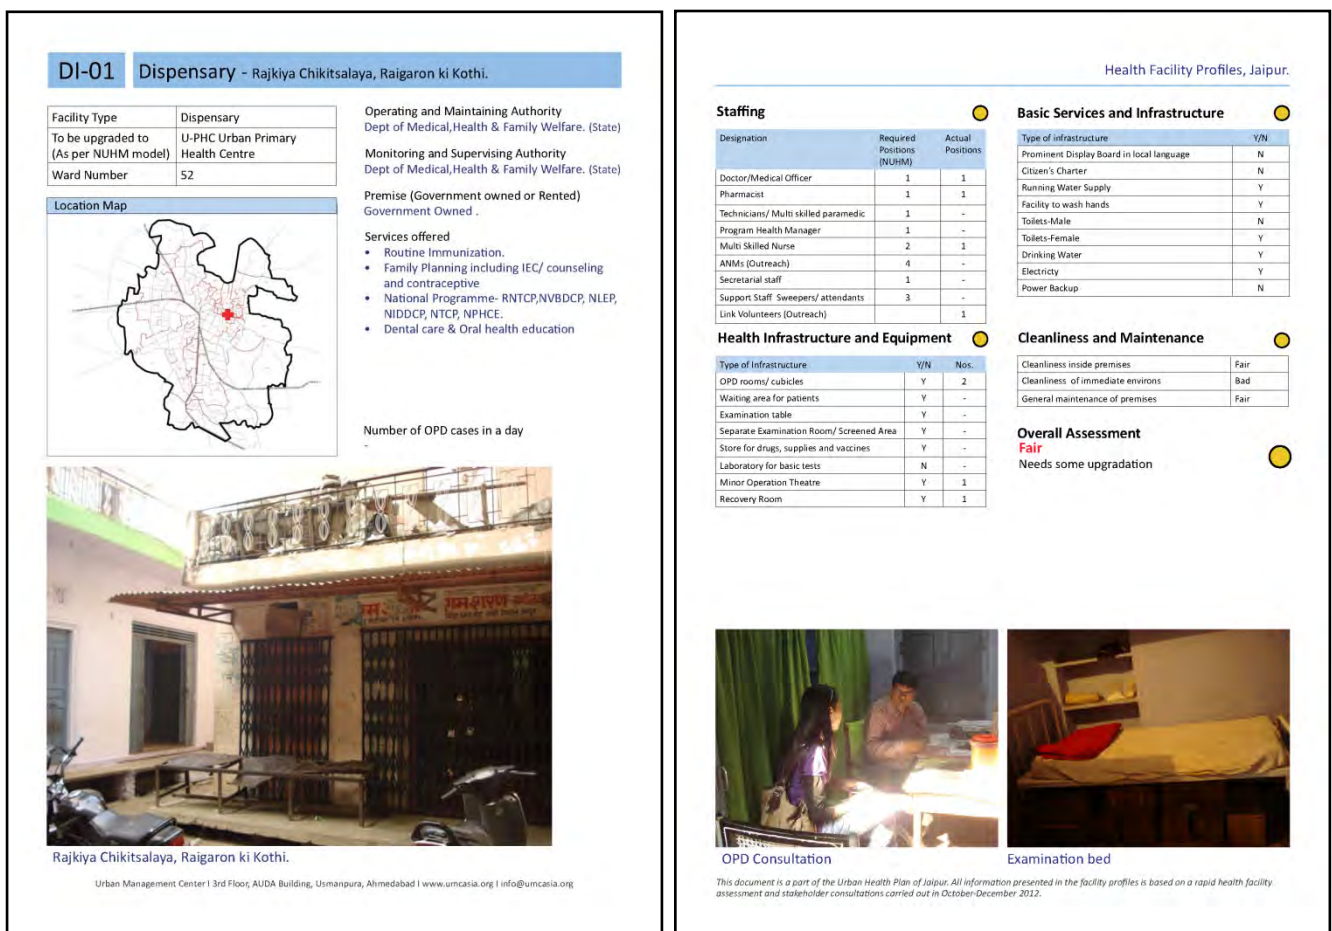 DI-01
Dispensary - Rajkiya Chikitsalaya, Raigaron ki Kothi.
Facility Type Dispensary
To be upgraded to U-PHC Urban Primary
(As per NUHM model) Health Centre
Ward Number 52
Location Map
Operating and Maintaining Authority
Dept of Medical,Health & Family Welfare. (State)
Monitoring and Supervising Authority
Dept of Medical,Health & Family Welfare. (State)
Premise (Government owned or Rented)
Government Owned .
Services offered
• Routine Immunization.
• Family Planning including IEC/ counseling
and contraceptive
• National Programme- RNTCP,NVBDCP, NLEP,
NIDDCP, NTCP, NPHCE.
• Dental care & Oral health education
Number of OPD cases in a day
-
Rajkiya Chikitsalaya, Raigaron ki Kothi.
Urban Management Center I 3rd Floor, AUDA Building, Usmanpura, Ahmedabad I www.umcasia.org I info@umcasia.org
Health Facility Profiles, Jaipur.
Staffing
Designation Required Actual
Positions Positions
(NUHM)
Doctor/Medical Officer 1 1
Pharmacist 1 1
Technicians/ Multi skilled paramedic 1 -
Program Health Manager 1 -
Multi Skilled Nurse 2 1
ANMs (Outreach) 4 -
Secretarial staff 1 -
Support Staff Sweepers/ attendants 3 -
Link Volunteers (Outreach) 1
Health Infrastructure and Equipment
Type of Infrastructure Y/N Nos.
OPD rooms/ cubicles Y 2
Waiting area for patients Y -
Examination table Y -
Separate Examination Room/ Screened Area Y -
Store for drugs, supplies and vaccines Y -
Laboratory for basic tests N -
Minor Operation Theatre Y 1
Recovery Room Y 1
Basic Services and Infrastructure
Type of infrastructure Y/N
Prominent Display Board in local language N
Citizen's Charter N
Running Water Supply Y
Facility to wash hands Y
Toilets-Male N
Toilets-Female Y
Drinking Water Y
Electricty Y
Power Backup N
Cleanliness and Maintenance
Cleanliness inside premises Fair
Cleanliness of immediate environs Bad
General maintenance of premises Fair
Overall Assessment
Fair
Needs some upgradation
OPD Consultation
Examination bed
This document is a part of the Urban Health Plan of Jaipur. All information presented in the facility profiles is based on a rapid health facility
assessment and stakeholder consultations carried out in October-December 2012.